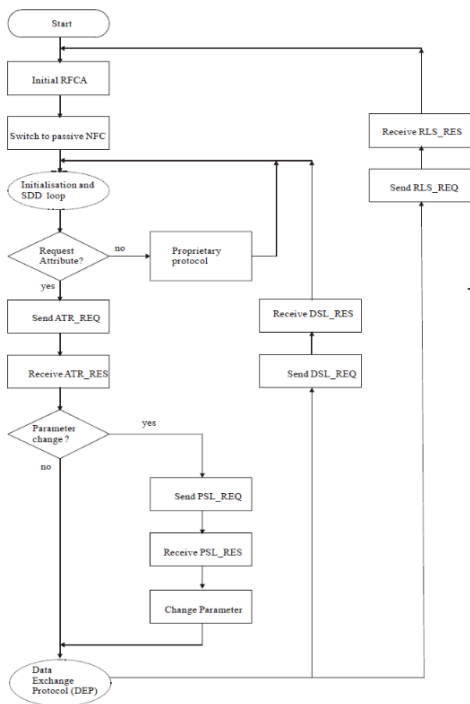 Start
Initial RFCA
Switch to passive NFC
Initialisation and
SDD loop
Request
Attribute?
no
Proprietary
protocol
yes
Send ATR_REQ
Receive ATR_RES
Parameter
change ?
yes
no
Send PSL_REQ
Receive PSL_RES
Change Parameter
Data
Exchange
Protocol (DEP)
Receive DSL_RES
Send DSL_REQ
Receive RLS_RES
Send RLS_REQ